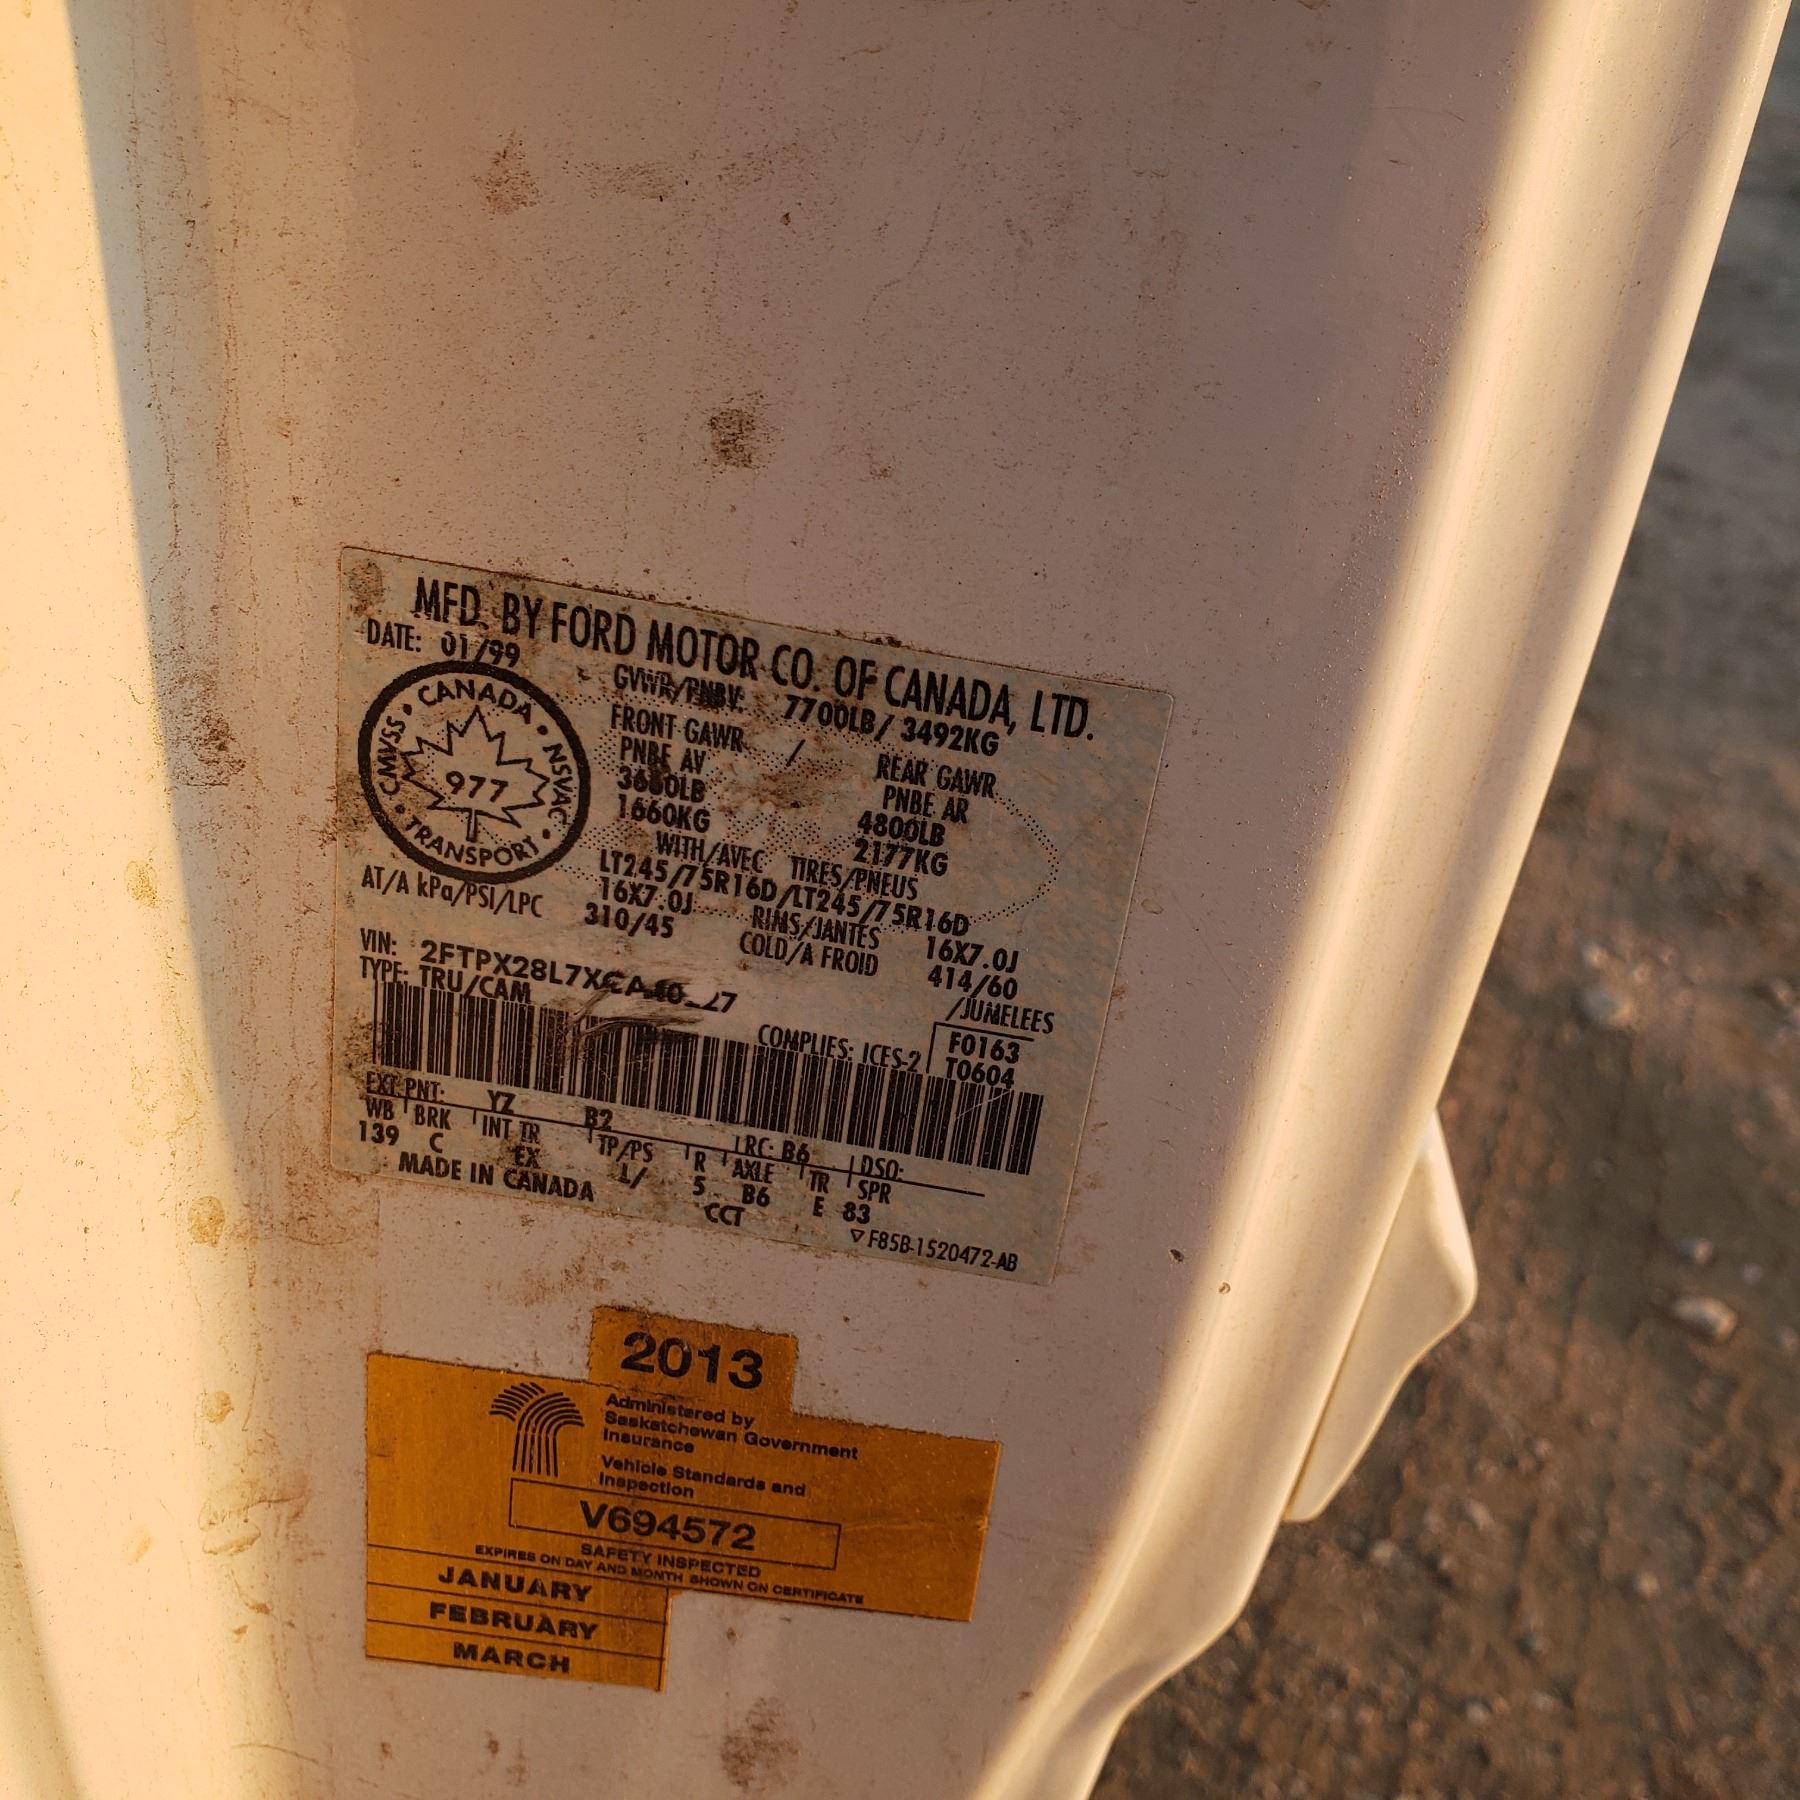 MFD. BY FORD MOTOR CO. OF CANADA, LTD.
DATE: 01/99
GVWR/PNBV: 7700LB/ 3492KG
CANADA • NSVAC • TRANSPORT • CMVSS •
977
FRONT GAWR / REAR GAWR
PNBE AV PNBE AR
4800LB
1660KG 2177KG
WITH/AVEC TIRES/PNEUS
LT245/75R16D/LT245/75R16D
16X7.0J RIMS/JANTES 16X7.0J
AT/A kPa/PSI/LPC 310/45 COLD/A FROID 414/60
/JUMELEES
VIN:
TYPE: TRU/CAM
COMPLIES: ICES-2 F0163
T0604
EXT PNT: YZ B2 RC: B6 DSO:
WB BRK INT TR TP/PS R AXLE TR SPR
139 C EX L/ 5 B6 E 83
MADE IN CANADA
CCT
▽ F85B-1520472-AB
2013
Administered by
Saskatchewan Government
Insurance
Vehicle Standards and
Inspection
V694572
SAFETY INSPECTED
EXPIRES ON DAY AND MONTH SHOWN ON CERTIFICATE
JANUARY
FEBRUARY
MARCH